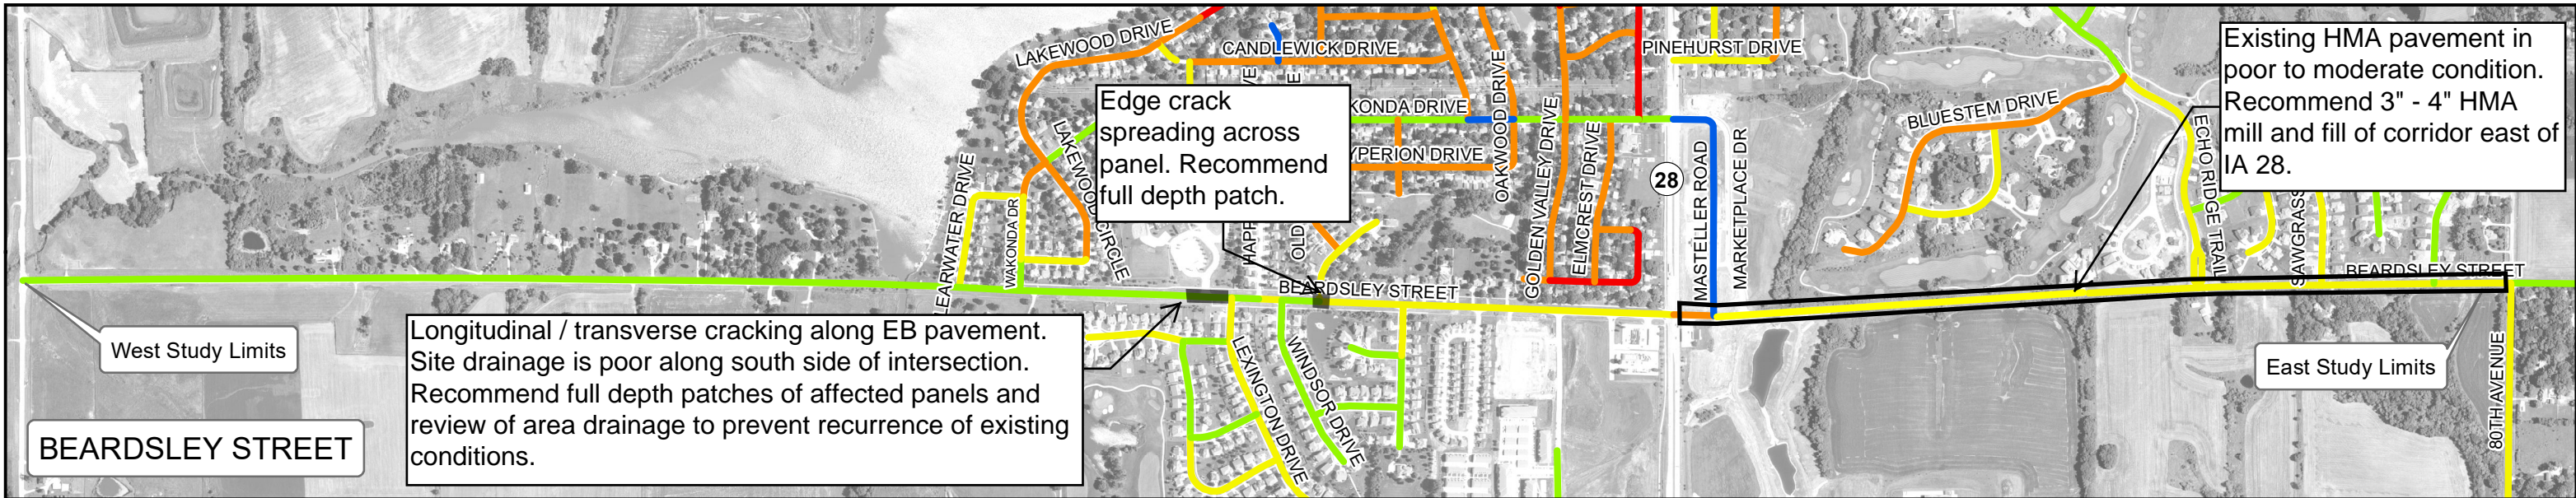 LAKEWOOD DRIVE
CANDLEWICK DRIVE
PINEHURST DRIVE
Existing HMA pavement in
poor to moderate condition.
Recommend 3" - 4" HMA
mill and fill of corridor east of
IA 28.
Edge crack
spreading across
panel. Recommend
full depth patch.
KONDA DRIVE
YPERION DRIVE
OAKWOOD DRIVE
GOLDEN VALLEY DRIVE
ELMCREST DRIVE
28
MASTELLER ROAD
MARKETPLACE DR
BLUESTEM DRIVE
ECHO RIDGE TRAIL
SAWGRASS
LEARWATER DRIVE
WAKONDA DR
LAKEWOOD CIRCLE
HAPP
OLD
BEARDSLEY STREET
BEARDSLEY STREET
West Study Limits
Longitudinal / transverse cracking along EB pavement.
Site drainage is poor along south side of intersection.
Recommend full depth patches of affected panels and
review of area drainage to prevent recurrence of existing
conditions.
LEXINGTON DRIVE
WINDSOR DRIVE
East Study Limits
80TH AVENUE
BEARDSLEY STREET